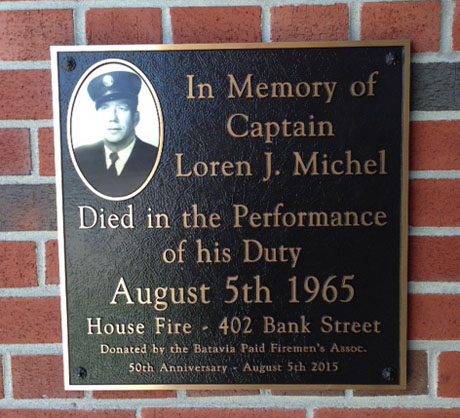 In Memory of
Captain
Loren J. Michel
Died in the Performance
of his Duty
August 5th 1965
House Fire - 402 Bank Street
Donated by the Batavia Paid Firemen's Assoc.
50th Anniversary - August 5th 2015